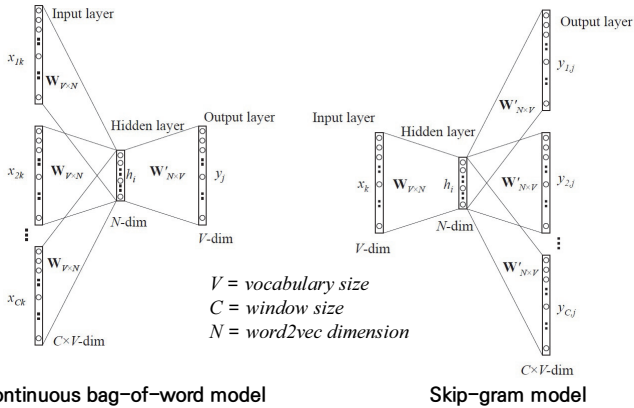 Input layer
x1k
WV×N
x2k
WV×N
xCk
WV×N
C×V-dim
Hidden layer
hi
N-dim
W'N×V
Output layer
yj
V-dim
Input layer
xk
WV×N
V-dim
Hidden layer
hi
N-dim
Output layer
W'N×V
y1,j
W'N×V
y2,j
W'N×V
yC,j
C×V-dim
V = vocabulary size
C = window size
N = word2vec dimension
ontinuous bag-of-word model
Skip-gram model